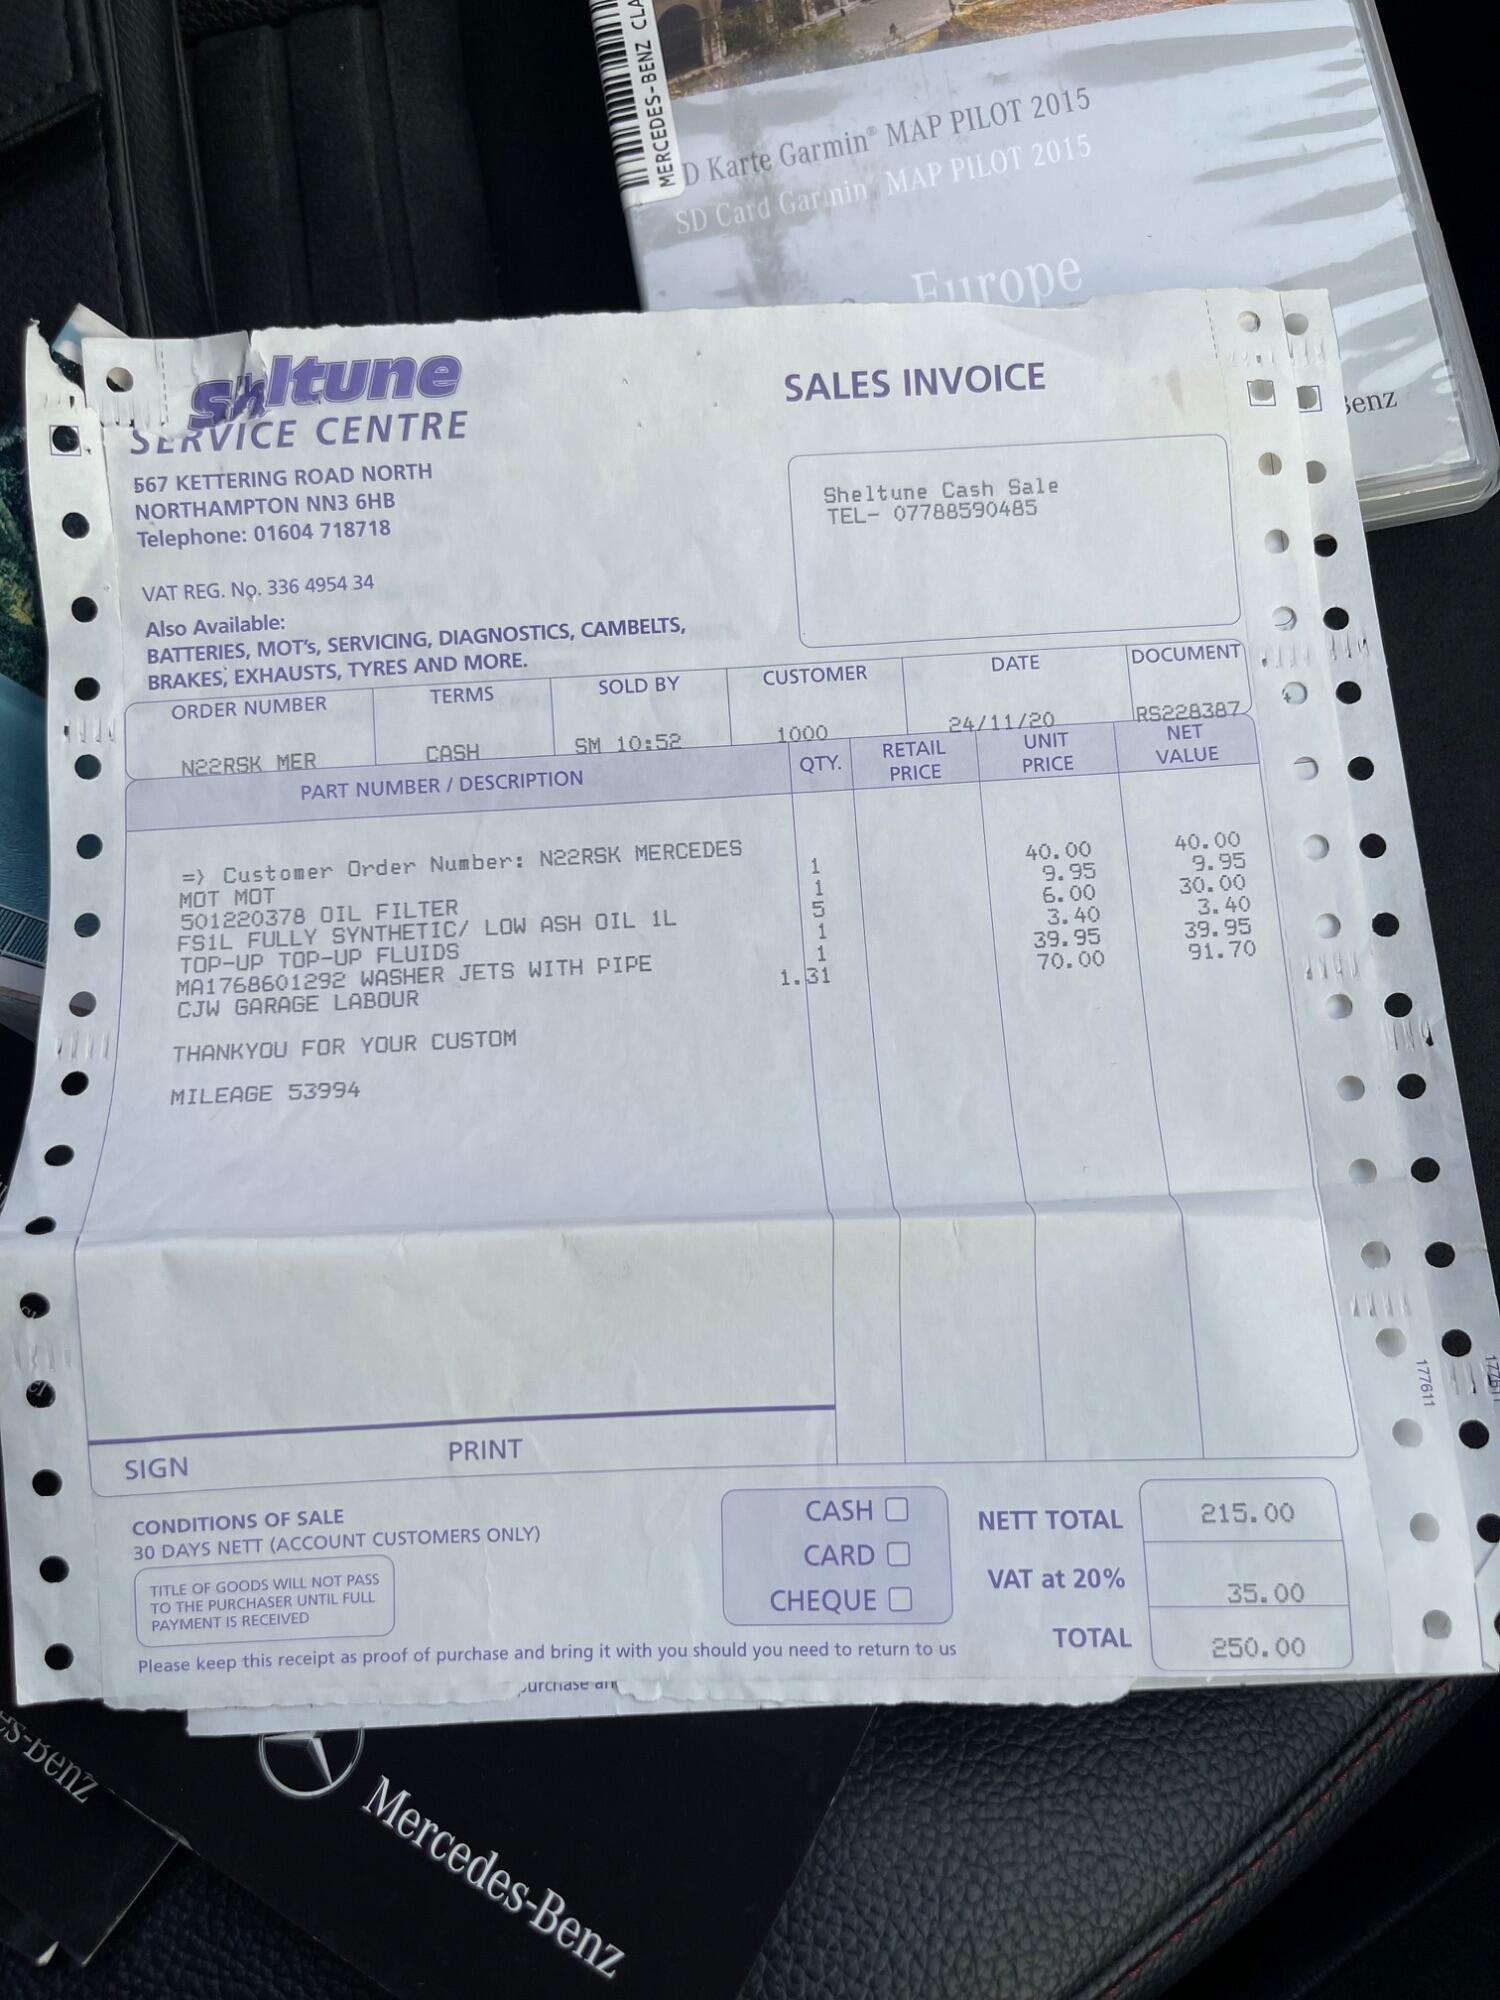 MERCEDES-BENZ CLA
D Karte Garmin® MAP PILOT 2015
SD Card Garmin® MAP PILOT 2015
Europe
Benz
sheltune
SERVICE CENTRE
SALES INVOICE
567 KETTERING ROAD NORTH
NORTHAMPTON NN3 6HB
Telephone: 01604 718718
Sheltune Cash Sale
TEL- 07788590485
VAT REG. No. 336 4954 34
Also Available:
BATTERIES, MOT's, SERVICING, DIAGNOSTICS, CAMBELTS,
BRAKES, EXHAUSTS, TYRES AND MORE.
ORDER NUMBER TERMS SOLD BY CUSTOMER DATE DOCUMENT
N22RSK MER CASH SM 10:52 1000 24/11/20 RS228387
PART NUMBER / DESCRIPTION QTY. RETAIL PRICE UNIT PRICE NET VALUE
=> Customer Order Number: N22RSK MERCEDES
MOT MOT 1 40.00 40.00
501220378 OIL FILTER 1 9.95 9.95
FS1L FULLY SYNTHETIC/ LOW ASH OIL 1L 5 6.00 30.00
TOP-UP TOP-UP FLUIDS 1 3.40 3.40
MA1768601292 WASHER JETS WITH PIPE 1 39.95 39.95
CJW GARAGE LABOUR 1.31 70.00 91.70
THANKYOU FOR YOUR CUSTOM
MILEAGE 53994
177611
SIGN PRINT
CONDITIONS OF SALE
30 DAYS NETT (ACCOUNT CUSTOMERS ONLY)
TITLE OF GOODS WILL NOT PASS
TO THE PURCHASER UNTIL FULL
PAYMENT IS RECEIVED
CASH
CARD
CHEQUE
NETT TOTAL 215.00
VAT at 20% 35.00
TOTAL 250.00
Please keep this receipt as proof of purchase and bring it with you should you need to return to us
purchase an
es-Benz
Mercedes-Benz